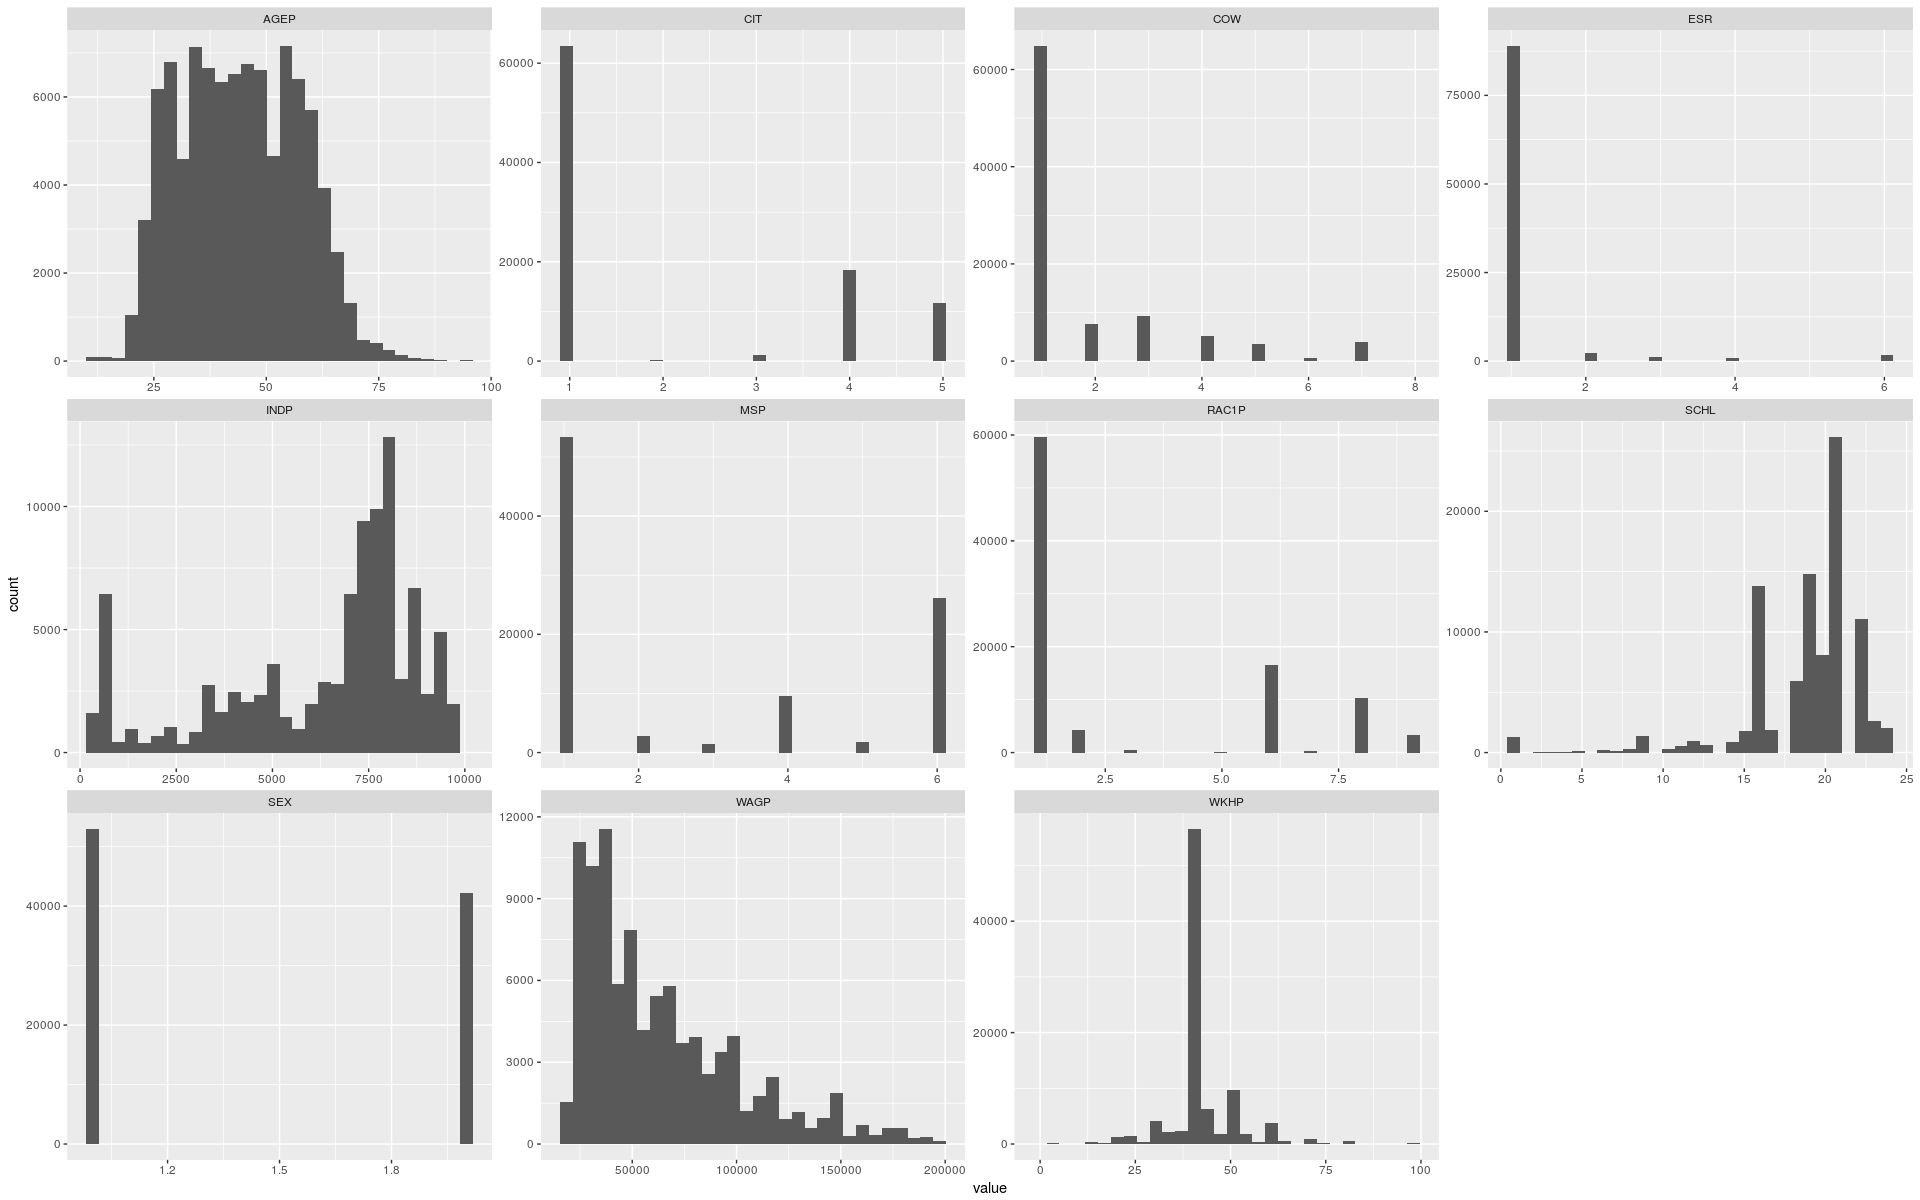 AGEP CIT COW ESR
6000 4000 2000 0
60000 40000 20000 0
60000 40000 20000 0
75000 50000 25000 0
25 50 75 100
1 2 3 4 5
2 4 6 8
2 4 6
INDP MSP RAC1P SCHL
10000 5000 0
40000 20000 0
60000 40000 20000 0
20000 10000 0
0 2500 5000 7500 10000
2 4 6
2.5 5.0 7.5
0 5 10 15 20 25
count
SEX WAGP WKHP
40000 20000 0
12000 9000 6000 3000 0
40000 20000 0
1.2 1.5 1.8
50000 100000 150000 200000
0 25 50 75 100
value